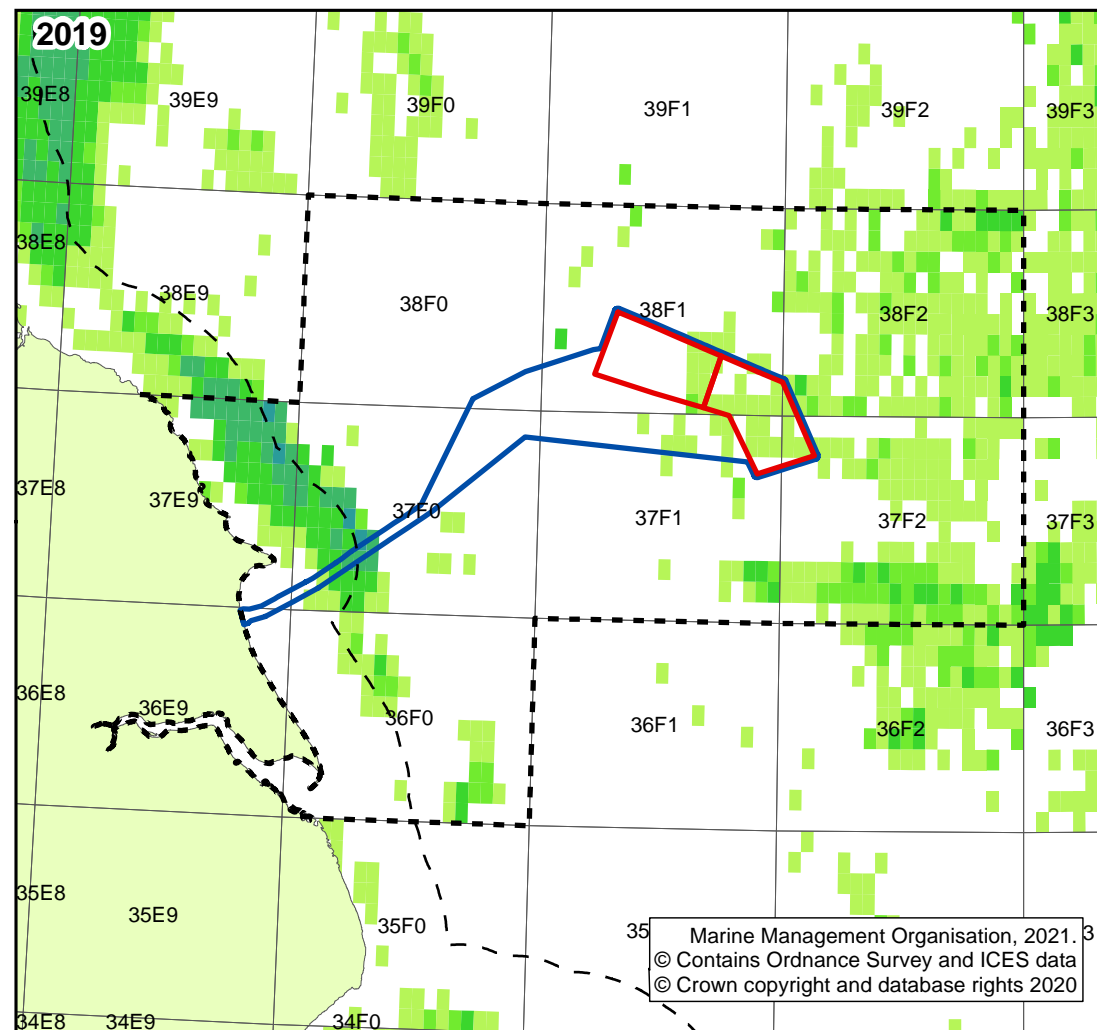 2019
39E8
39E9
39F0
39F1
39F2
39F3
38E8
38E9
38F0
38F1
38F2
38F3
37E8
37E9
37F0
37F1
37F2
37F3
36E8
36E9
36F0
36F1
36F2
36F3
35E8
35E9
35F0
35
3
34E8
34E9
34F0
Marine Management Organisation, 2021.
© Contains Ordnance Survey and ICES data
© Crown copyright and database rights 2020